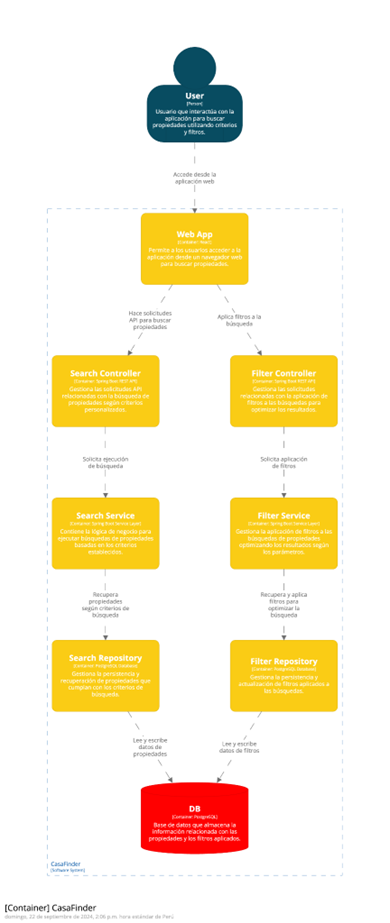 User
[Person]
Usuario que interactúa con la
aplicación para buscar
propiedades utilizando criterios
y filtros.
Accede desde la
aplicación web
Web App
[Container: React]
Permite a los usuarios acceder a la
aplicación desde un navegador web
para buscar propiedades.
Hace solicitudes
API para buscar
propiedades
Aplica filtros a la
búsqueda
Search Controller
[Container: Spring Boot REST API]
Gestiona las solicitudes API
relacionadas con la búsqueda de
propiedades según criterios
personalizados.
Filter Controller
[Container: Spring Boot REST API]
Gestiona las solicitudes
relacionadas con la aplicación de
filtros a las búsquedas para
optimizar los resultados.
Solicita ejecución
de búsqueda
Solicita aplicación
de filtros
Search Service
[Container: Spring Boot Service Layer]
Contiene la lógica de negocio para
ejecutar búsquedas de propiedades
basadas en los criterios
establecidos.
Filter Service
[Container: Spring Boot Service Layer]
Gestiona la aplicación de filtros a las
búsquedas de propiedades
optimizando los resultados según
los parámetros
Recupera
propiedades
según criterios de
búsqueda
Recupera y aplica
filtros para
optimizar la
búsqueda
Search Repository
[Container: PostgreSQL Database]
Gestiona la persistencia y
recuperación de propiedades que
cumplan con los criterios de
búsqueda.
Filter Repository
[Container: PostgreSQL Database]
Gestiona la persistencia y
actualización de filtros aplicados a
las búsquedas.
Lee y escribe
datos de
propiedades
Lee y escribe
datos de filtros
DB
[Container: PostgreSQL]
Base de datos que almacena la
información relacionada con las
propiedades y los filtros aplicados.
CasaFinder
[Software System]
[Container] CasaFinder
domingo, 22 de septiembre de 2024, 2:06 p.m. hora estándar de Perú